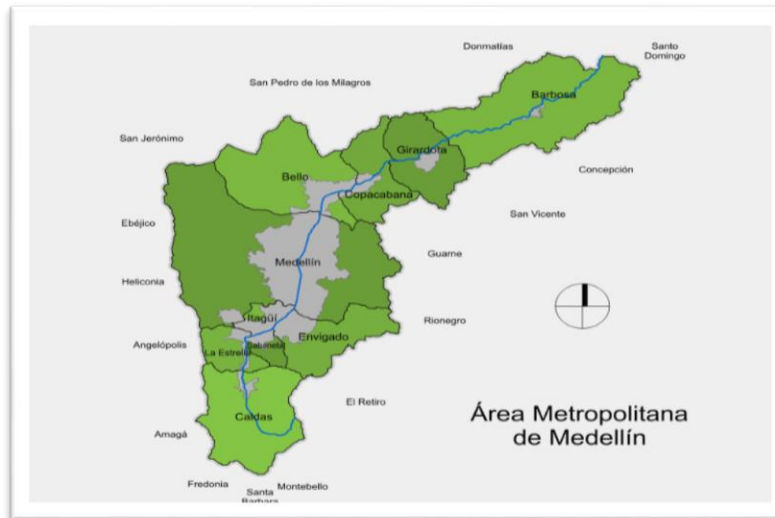 Donmatías
Santo
Domingo
San Pedro de los Milagros
Barbosa
San Jerónimo
Girardota
Concepción
Bello
Copacabana
San Vicente
Ebéjico
Guarne
Medellín
Heliconia
Itagüí
Rionegro
Envigado
Angelópolis
Sabaneta
La Estrella
El Retiro
Caldas
Área Metropolitana
de Medellín
Amagá
Fredonia
Montebello
Santa
Barbara